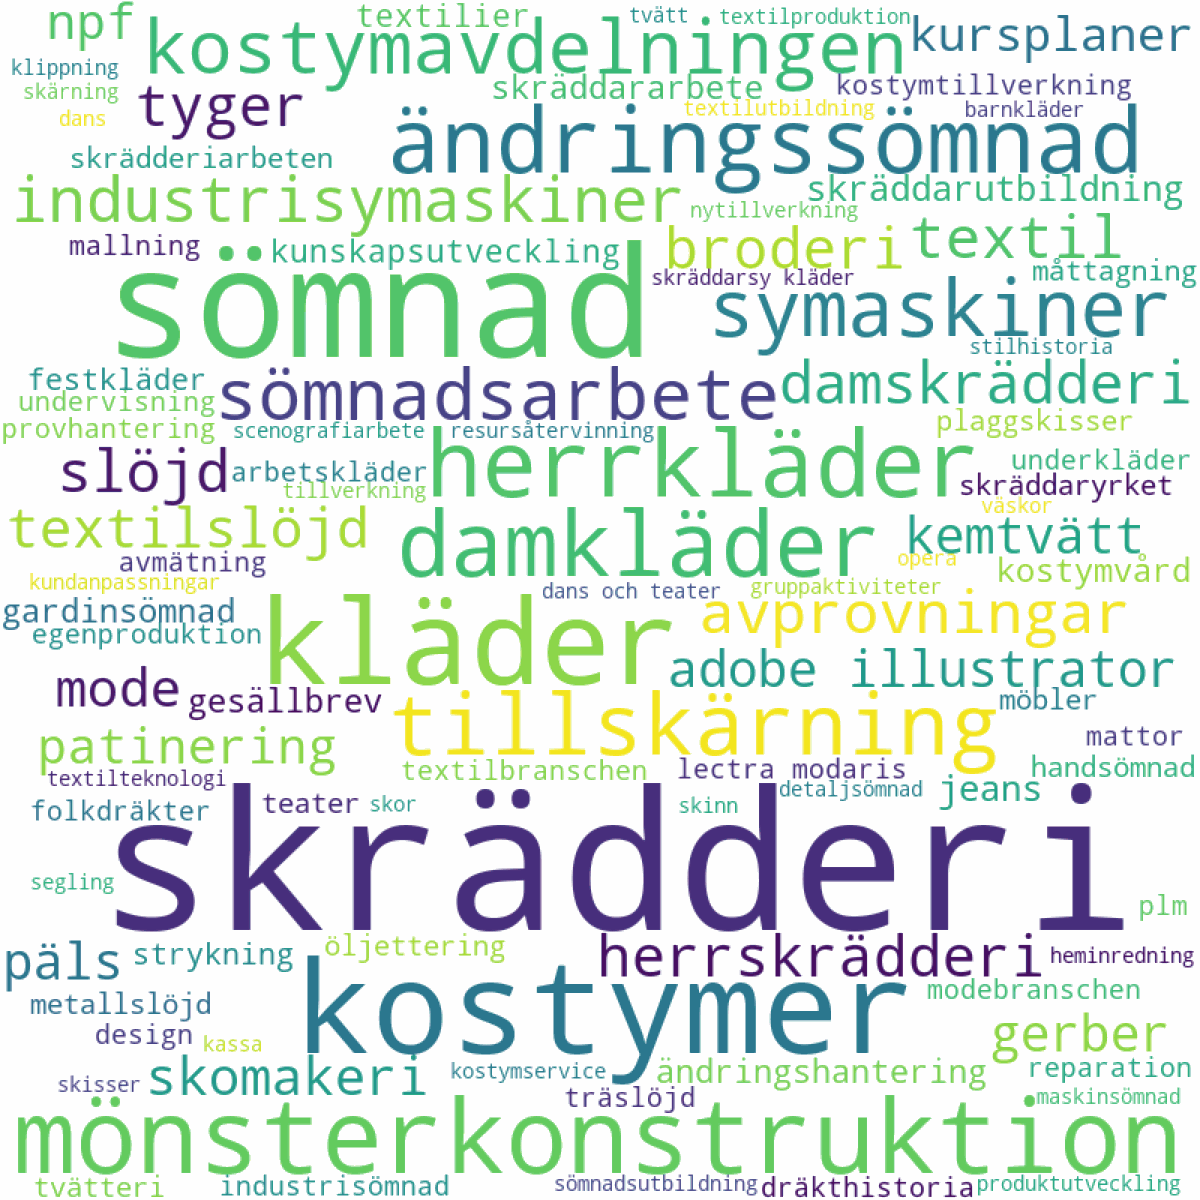 npf
textilier
tvätt
textilproduktion
kostymavdelningen
kursplaner
klippning
skärning
skräddararbete
kostymtillverkning
tyger
dans
textilutbildning
barnkläder
ändringssömnad
skrädderiarbeten
industrisymaskiner
skräddarutbildning
nytillverkning
mallning
kunskapsutveckling
broderi
textil
sömnad
skräddarsy kläder
måttagning
symaskiner
stilhistoria
festkläder
sömnadsarbete
damskrädderi
undervisning
provhantering
scenografiarbete
resursåtervinning
plaggskisser
slöjd
arbetskläder
herrkläder
underkläder
tillverkning
skräddaryrket
väskor
textilslöjd
damkläder
kemtvätt
avmätning
opera
kundanpassningar
dans och teater
gruppaktiviteter
kostymvård
gardinsömnad
kläder
avprovningar
egenproduktion
adobe illustrator
mode
gesällbrev
tillskärning
möbler
patinering
mattor
textilteknologi
textilbranschen
lectra modaris
handsömnad
folkdräkter
teater
skor
skinn
detaljsömnad
jeans
skrädderi
segling
plm
päls
strykning
öljettering
herrskrädderi
heminredning
metallslöjd
kostymer
modebranschen
design
kassa
gerber
skisser
skomakeri
kostymservice
ändringshantering
reparation
träslöjd
maskinsömnad
mönsterkonstruktion
tvätteri
industrisömnad
sömnadsutbildning
dräkthistoria
produktutveckling